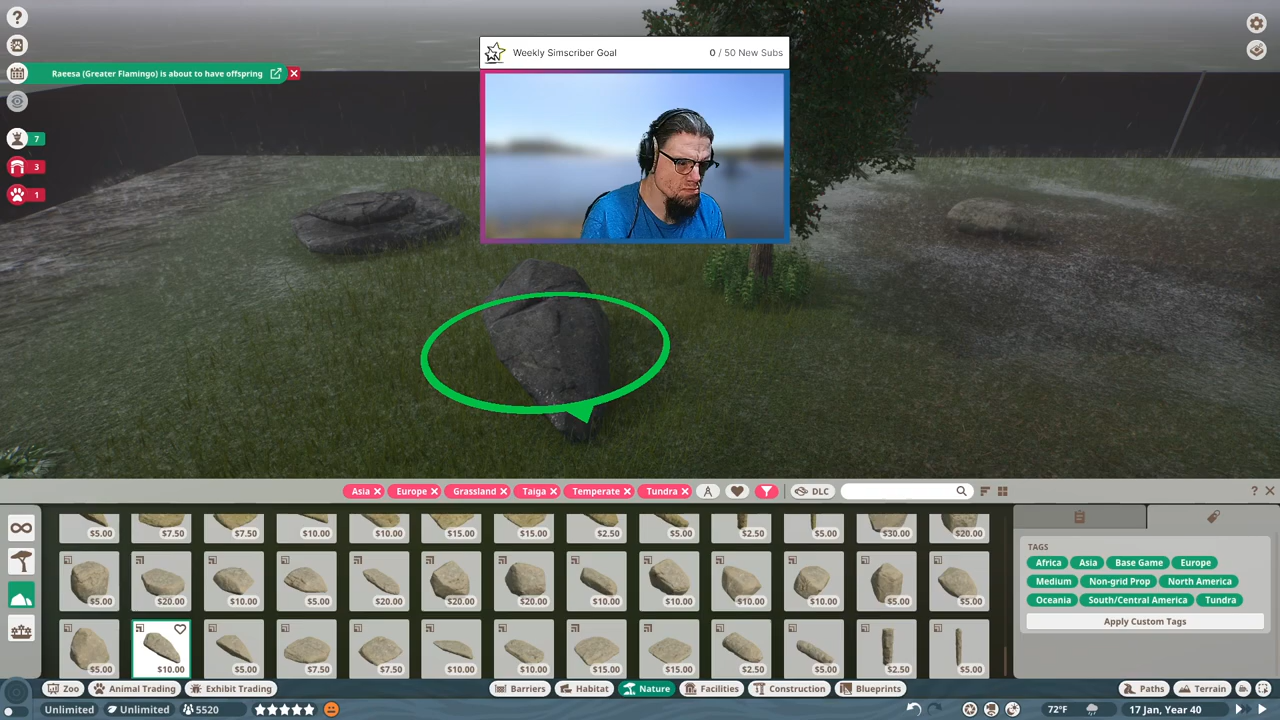 Weekly Simscriber Goal 0 / 50 New Subs
Raeesa (Greater Flamingo) is about to have offspring
7
3
1
Asia Europe Grassland Taiga Temperate Tundra DLC
$5.00 $7.50 $7.50 $10.00 $10.00 $10.00 $15.00 $2.50 $5.00 $2.50 $5.00 $30.00 $20.00
$5.00 $20.00 $10.00 $5.00 $20.00 $20.00 $20.00 $10.00 $10.00 $10.00 $10.00 $5.00 $5.00
$5.00 $10.00 $5.00 $7.50 $7.50 $10.00 $10.00 $15.00 $15.00 $2.50 $5.00 $2.50 $5.00
TAGS
Africa Asia Base Game Europe
Medium Non-grid Prop North America
Oceania South/Central America Tundra
Apply Custom Tags
Zoo Animal Trading Exhibit Trading Barriers Habitat Nature Facilities Construction Blueprints Paths Terrain
Unlimited Unlimited 5520 72°F 17 Jan, Year 40